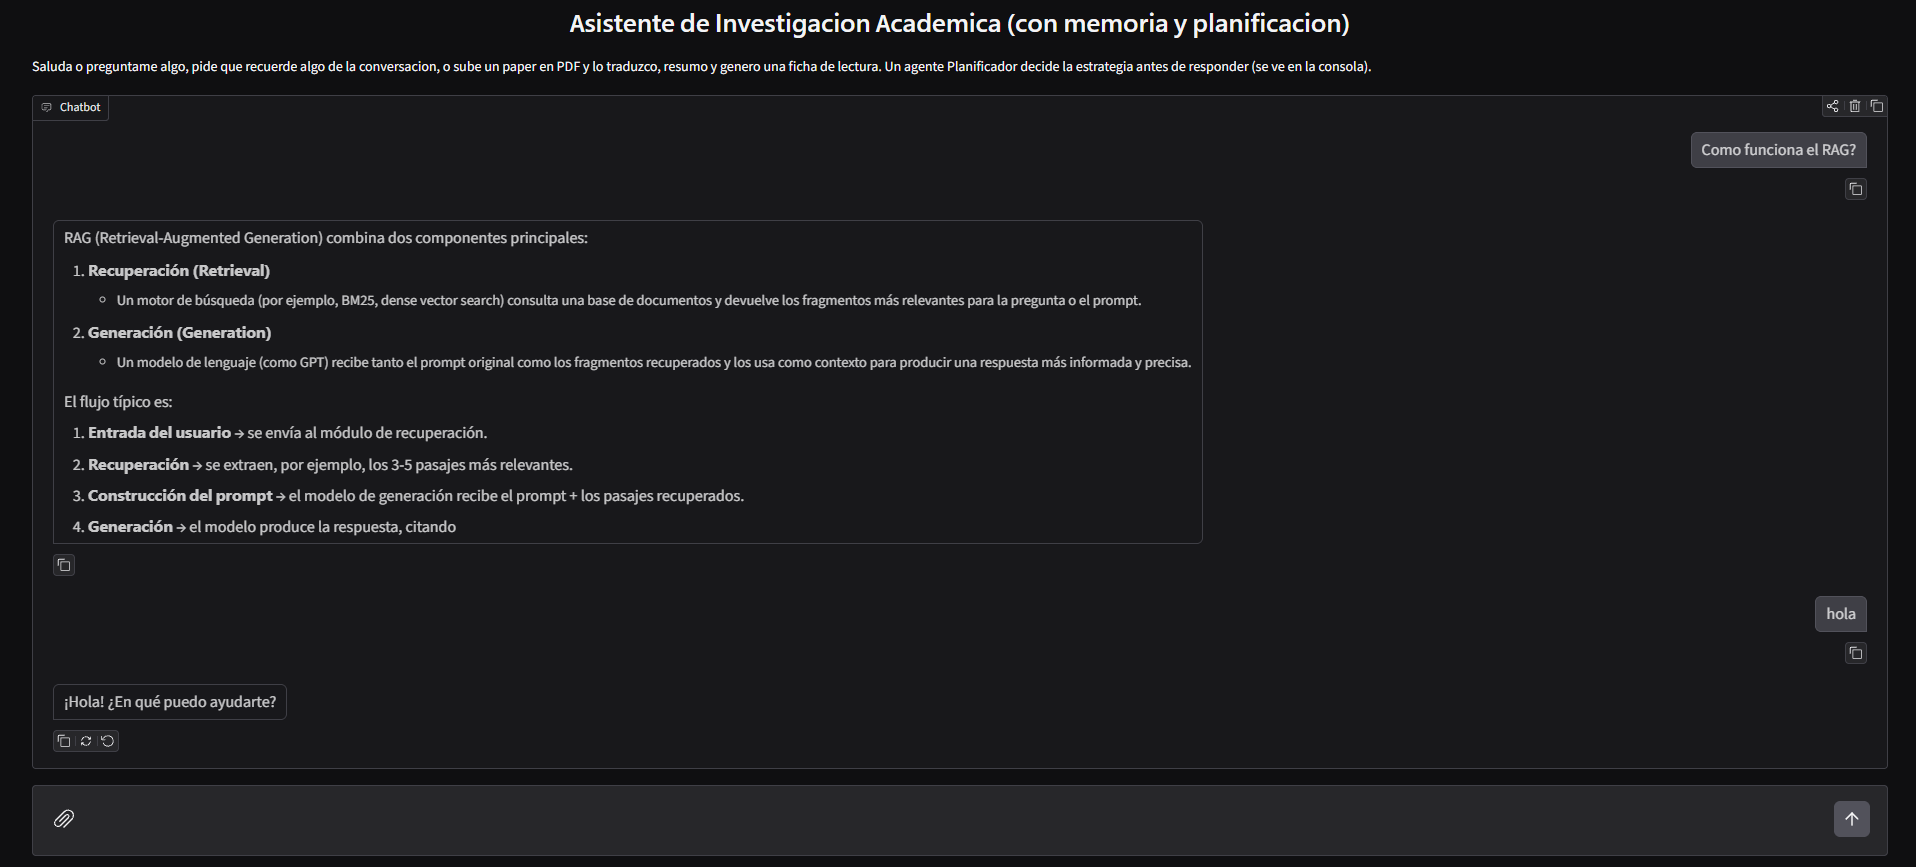 Asistente de Investigacion Academica (con memoria y planificacion)
Saluda o preguntame algo, pide que recuerde algo de la conversacion, o sube un paper en PDF y lo traduzco, resumo y genero una ficha de lectura. Un agente Planificador decide la estrategia antes de responder (se ve en la consola).
Chatbot
Como funciona el RAG?
RAG (Retrieval-Augmented Generation) combina dos componentes principales:
1. Recuperación (Retrieval)
◦ Un motor de búsqueda (por ejemplo, BM25, dense vector search) consulta una base de documentos y devuelve los fragmentos más relevantes para la pregunta o el prompt.
2. Generación (Generation)
◦ Un modelo de lenguaje (como GPT) recibe tanto el prompt original como los fragmentos recuperados y los usa como contexto para producir una respuesta más informada y precisa.
El flujo típico es:
1. Entrada del usuario → se envía al módulo de recuperación.
2. Recuperación → se extraen, por ejemplo, los 3-5 pasajes más relevantes.
3. Construcción del prompt → el modelo de generación recibe el prompt + los pasajes recuperados.
4. Generación → el modelo produce la respuesta, citando
hola
¡Hola! ¿En qué puedo ayudarte?